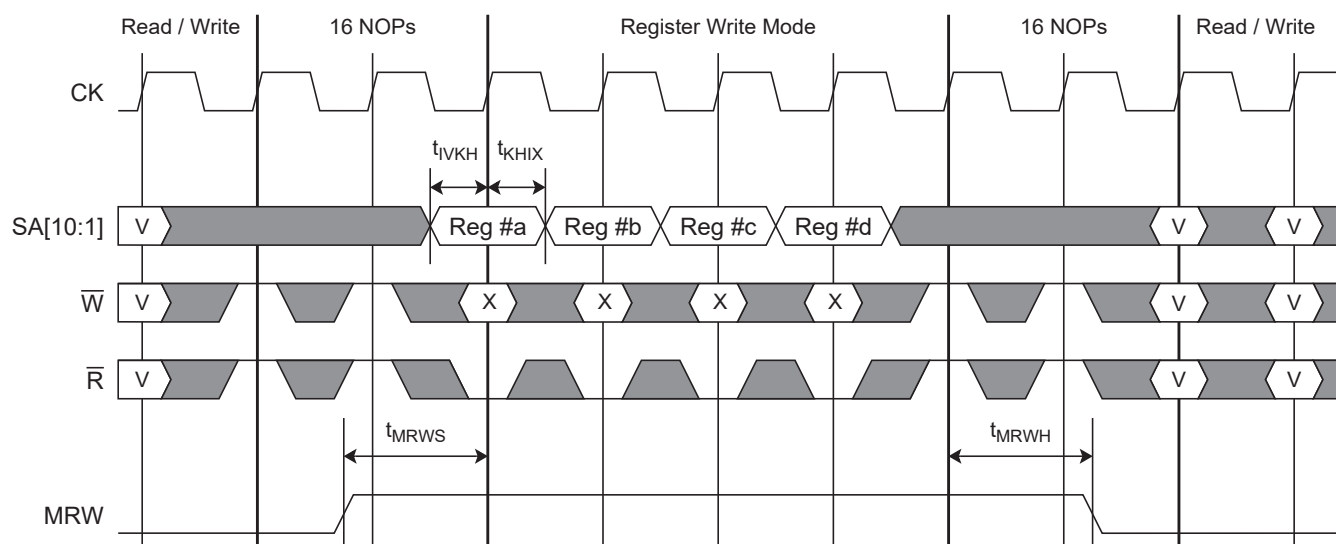 Read / Write 16 NOPs Register Write Mode 16 NOPs Read / Write
CK
tIVKH tKHIX
SA[10:1] V Reg #a Reg #b Reg #c Reg #d V V
W V X X X X V V
R V V V
tMRWS tMRWH
MRW